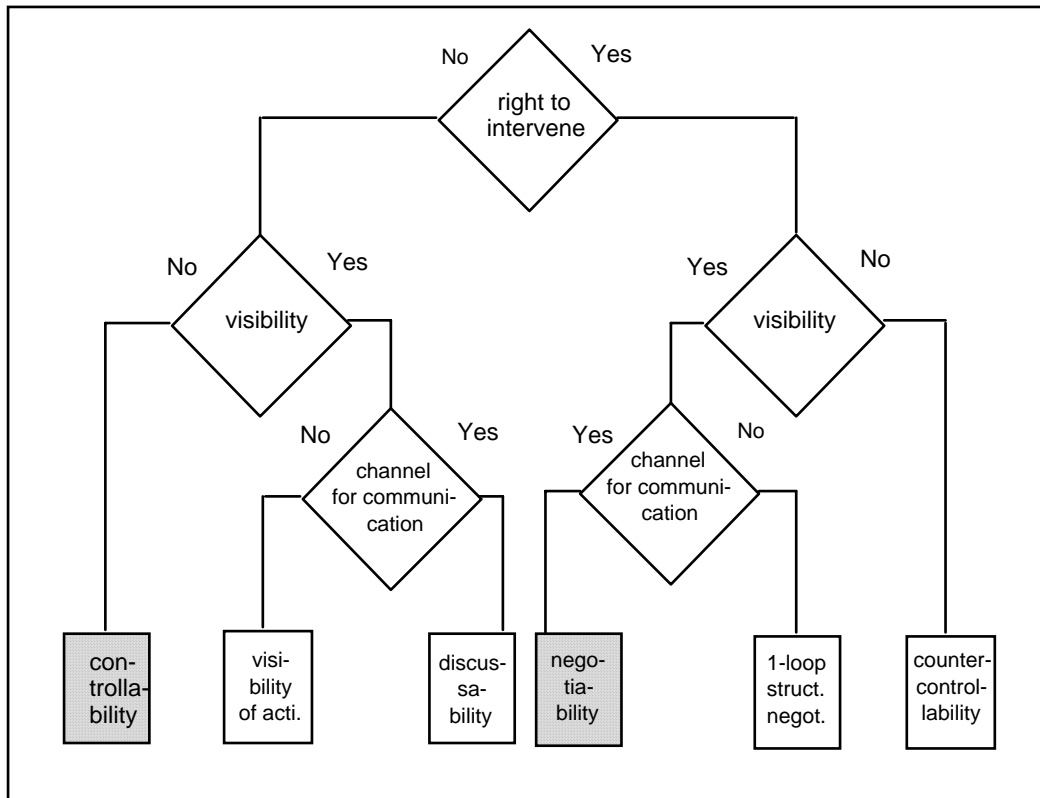 No
Yes
right to
intervene
No
Yes
Yes
No
visibility
visibility
No
Yes
Yes
No
channel
for communi-
cation
channel
for communi-
cation
con-
trolla-
bility
visi-
bility
of acti.
discus-
sa-
bility
nego-
tia-
bility
1-loop
struct.
negot.
counter-
control-
lability